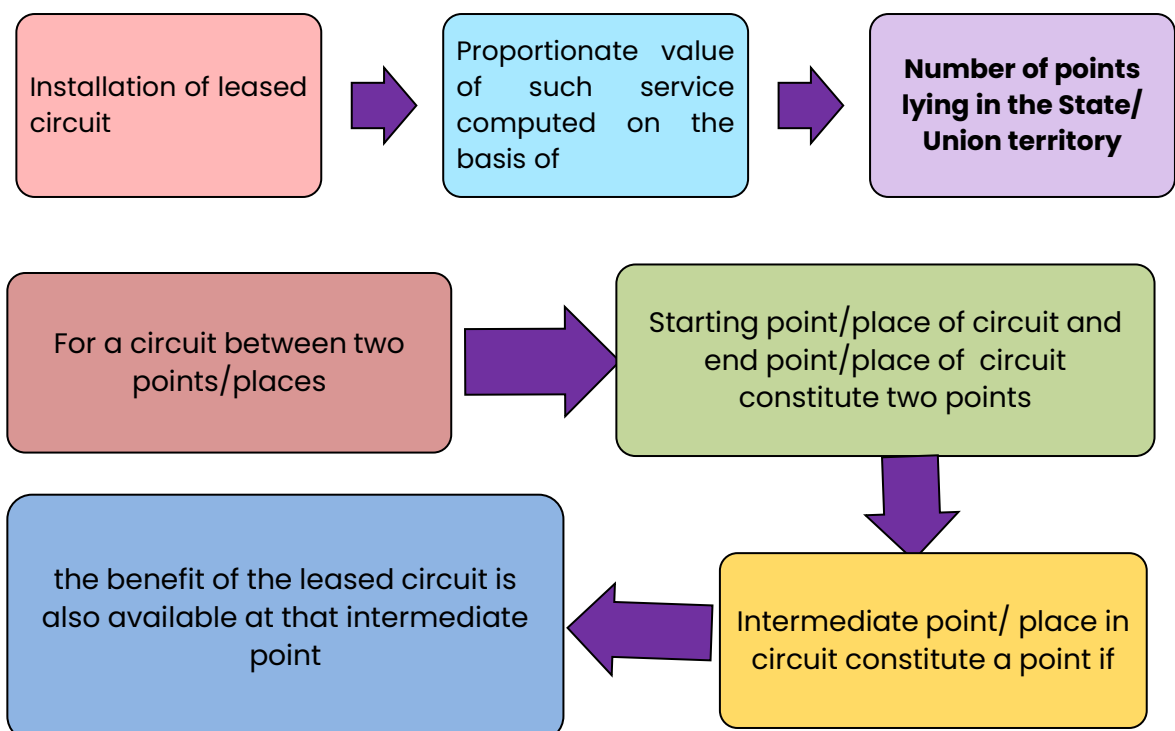 Installation of leased
circuit
Proportionate value
of such service
computed on the
basis of
Number of points
lying in the State/
Union territory
For a circuit between two
points/places
Starting point/place of circuit and
end point/place of circuit
constitute two points
Intermediate point/ place in
circuit constitute a point if
the benefit of the leased circuit is
also available at that intermediate
point